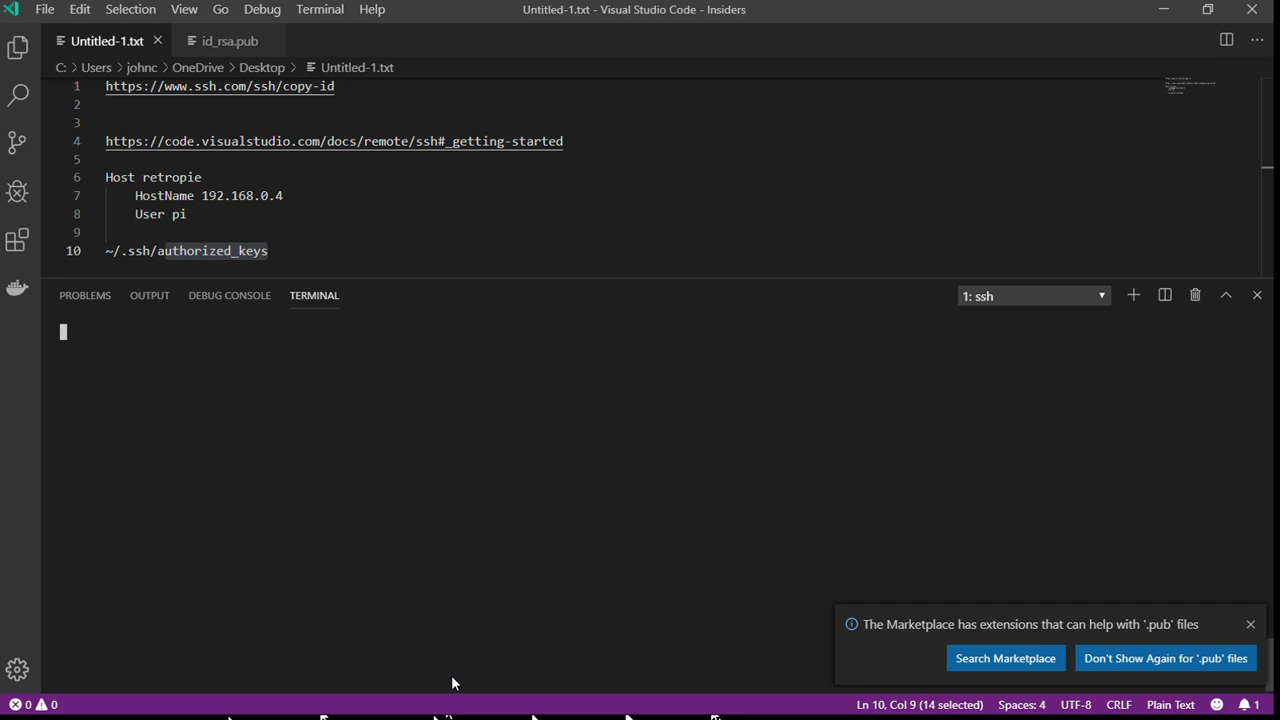 File Edit Selection View Go Debug Terminal Help Untitled-1.txt - Visual Studio Code - Insiders
Untitled-1.txt id_rsa.pub
C: > Users > johnc > OneDrive > Desktop > Untitled-1.txt
1 https://www.ssh.com/ssh/copy-id
2
3
4 https://code.visualstudio.com/docs/remote/ssh#_getting-started
5
6 Host retropie
7 HostName 192.168.0.4
8 User pi
9
10 ~/.ssh/authorized_keys
PROBLEMS OUTPUT DEBUG CONSOLE TERMINAL 1: ssh
The Marketplace has extensions that can help with '.pub' files
Search Marketplace Don't Show Again for '.pub' files
0 0 Ln 10, Col 9 (14 selected) Spaces: 4 UTF-8 CRLF Plain Text 1